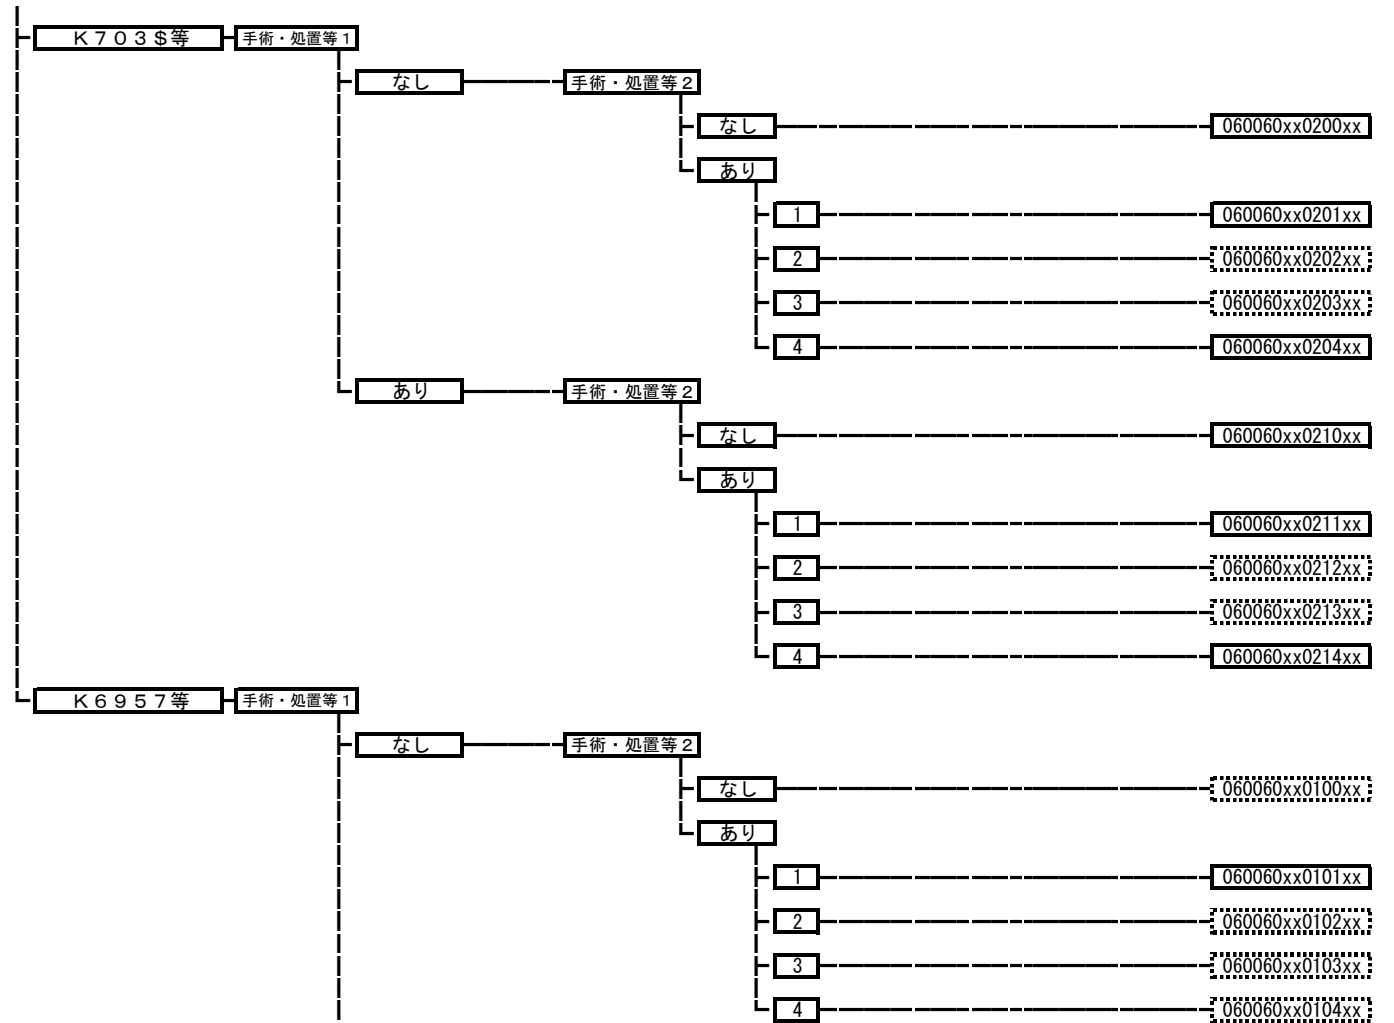 Ｋ７０３＄等 手術・処置等１
なし 手術・処置等２
なし 060060xx0200xx
あり
1 060060xx0201xx
2 060060xx0202xx
3 060060xx0203xx
4 060060xx0204xx
あり 手術・処置等２
なし 060060xx0210xx
あり
1 060060xx0211xx
2 060060xx0212xx
3 060060xx0213xx
4 060060xx0214xx
Ｋ６９５７等 手術・処置等１
なし 手術・処置等２
なし 060060xx0100xx
あり
1 060060xx0101xx
2 060060xx0102xx
3 060060xx0103xx
4 060060xx0104xx